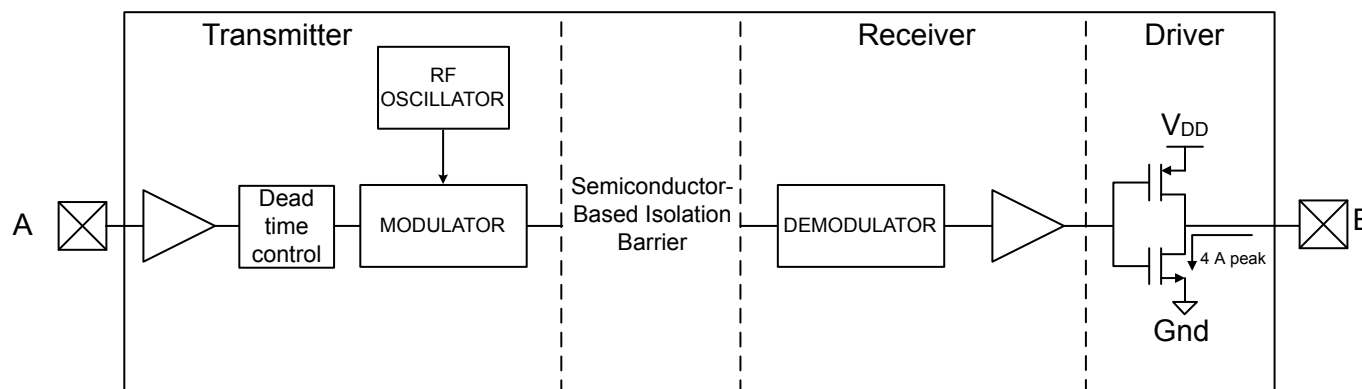 Transmitter
Receiver
Driver
RF
OSCILLATOR
VDD
A
Dead
time
control
MODULATOR
Semiconductor-
Based Isolation
Barrier
DEMODULATOR
4 A peak
Gnd